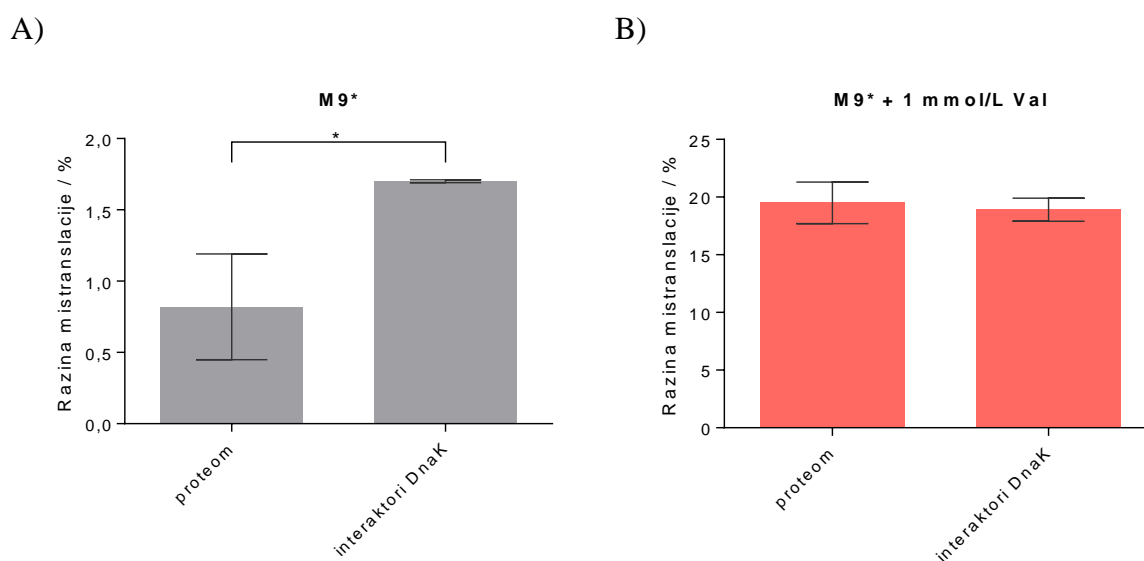 A)
B)
M9*
*
Razina mistranslacije / %
2,0
1,5
1,0
0,5
0,0
proteom
interaktori DnaK
M9* + 1 mmol/L Val
Razina mistranslacije / %
25
20
15
10
5
0
proteom
interaktori DnaK